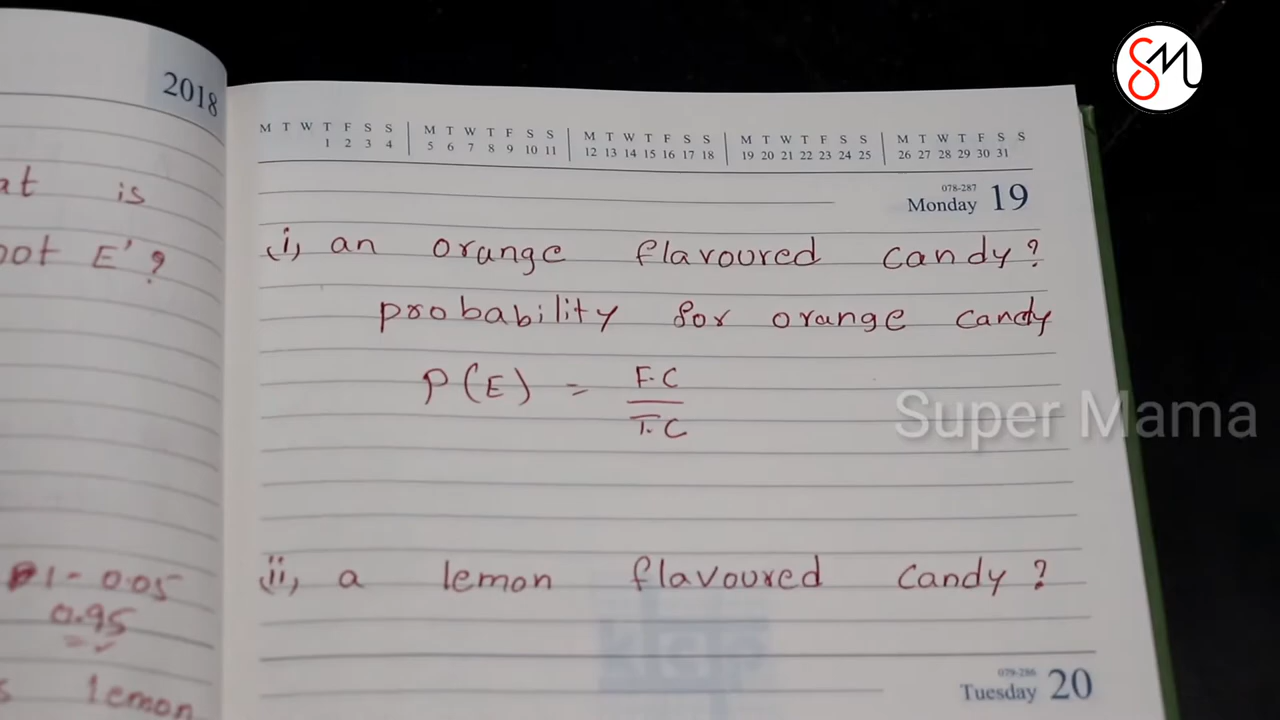 SM
2018
at is
oot E' ?
1 - 0.05
0.95
s lemon
M T W T F S S M T W T F S S M T W T F S S M T W T F S S M T W T F S S
1 2 3 4 5 6 7 8 9 10 11 12 13 14 15 16 17 18 19 20 21 22 23 24 25 26 27 28 29 30 31
078-287
Monday 19
(i), an orange flavoured candy?
probability for orange candy
P(E) = F.C
T.C
Super Mama
(ii), a lemon flavoured candy?
079-286
Tuesday 20